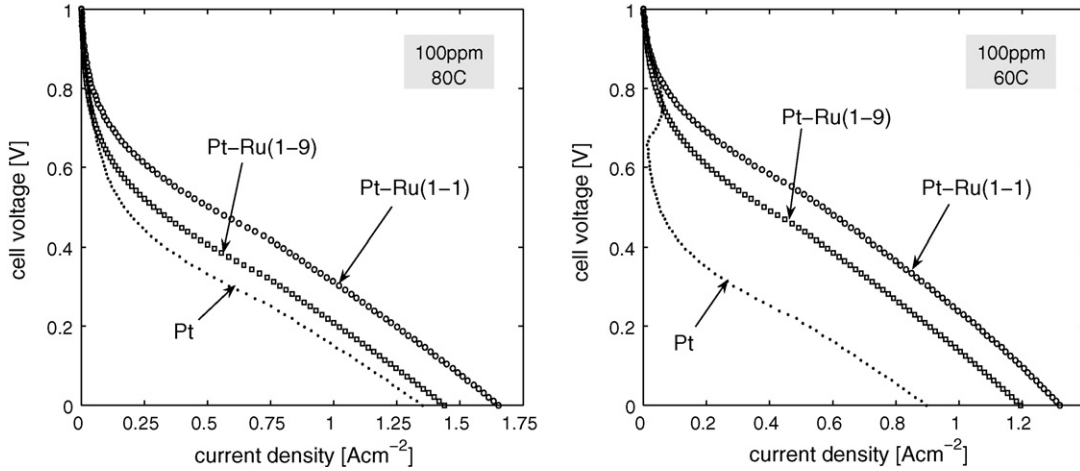 1
0.8
0.6
0.4
0.2
0
cell voltage [V]
100ppm
80C
Pt–Ru(1–9)
Pt–Ru(1–1)
Pt
0
0.25
0.5
0.75
1
1.25
1.5
1.75
current density [Acm⁻²]
1
0.8
0.6
0.4
0.2
0
cell voltage [V]
100ppm
60C
Pt–Ru(1–9)
Pt–Ru(1–1)
Pt
0
0.2
0.4
0.6
0.8
1
1.2
current density [Acm⁻²]